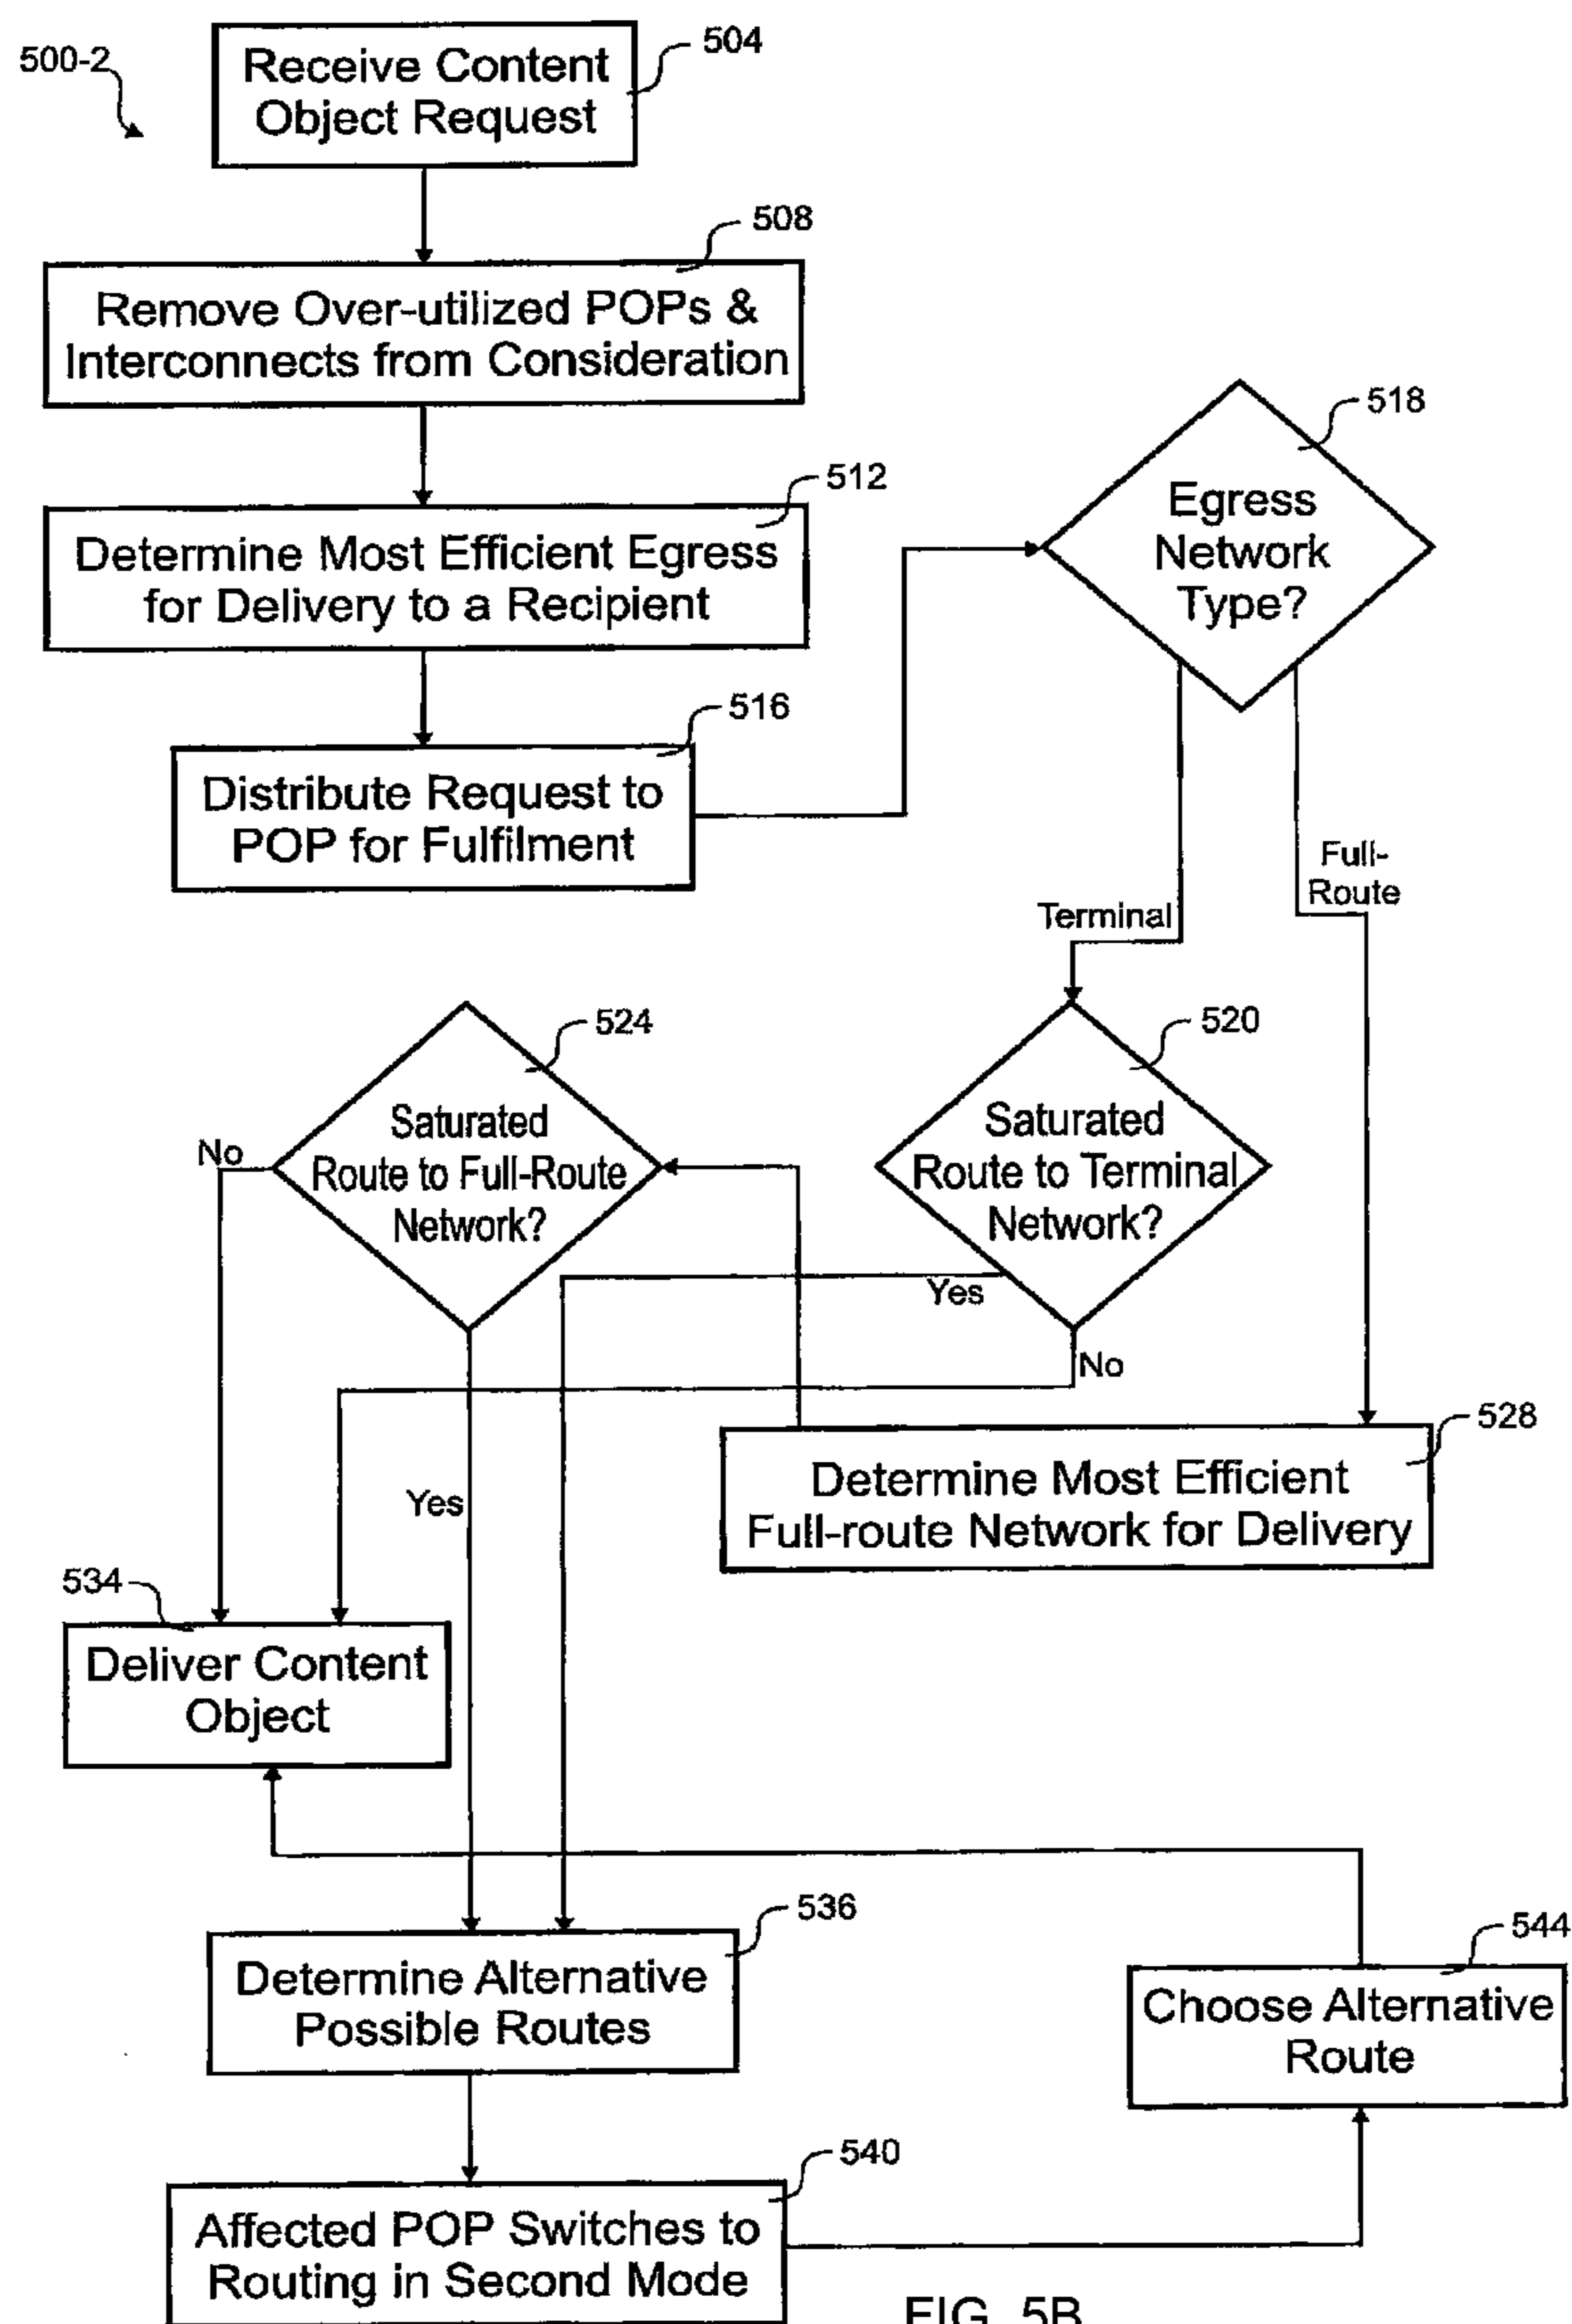 500-2
504
Receive Content
Object Request
508
Remove Over-utilized POPs &
Interconnects from Consideration
512
Determine Most Efficient Egress
for Delivery to a Recipient
516
Distribute Request to
POP for Fulfilment
518
Egress
Network
Type?
Full-
Route
Terminal
524
Saturated
Route to Full-Route
Network?
No
Yes
520
Saturated
Route to Terminal
Network?
Yes
No
528
Determine Most Efficient
Full-route Network for Delivery
534
Deliver Content
Object
536
Determine Alternative
Possible Routes
544
Choose Alternative
Route
540
Affected POP Switches to
Routing in Second Mode
FIG. 5B